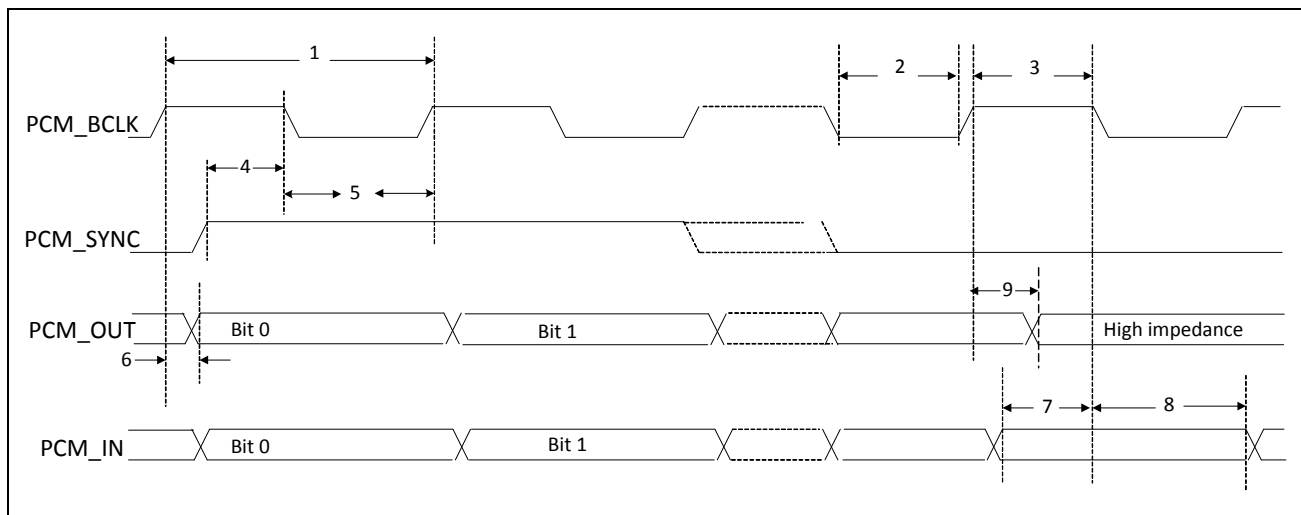 1
2
3
PCM_BCLK
4
5
PCM_SYNC
9
PCM_OUT
Bit 0
Bit 1
High impedance
6
7
8
PCM_IN
Bit 0
Bit 1